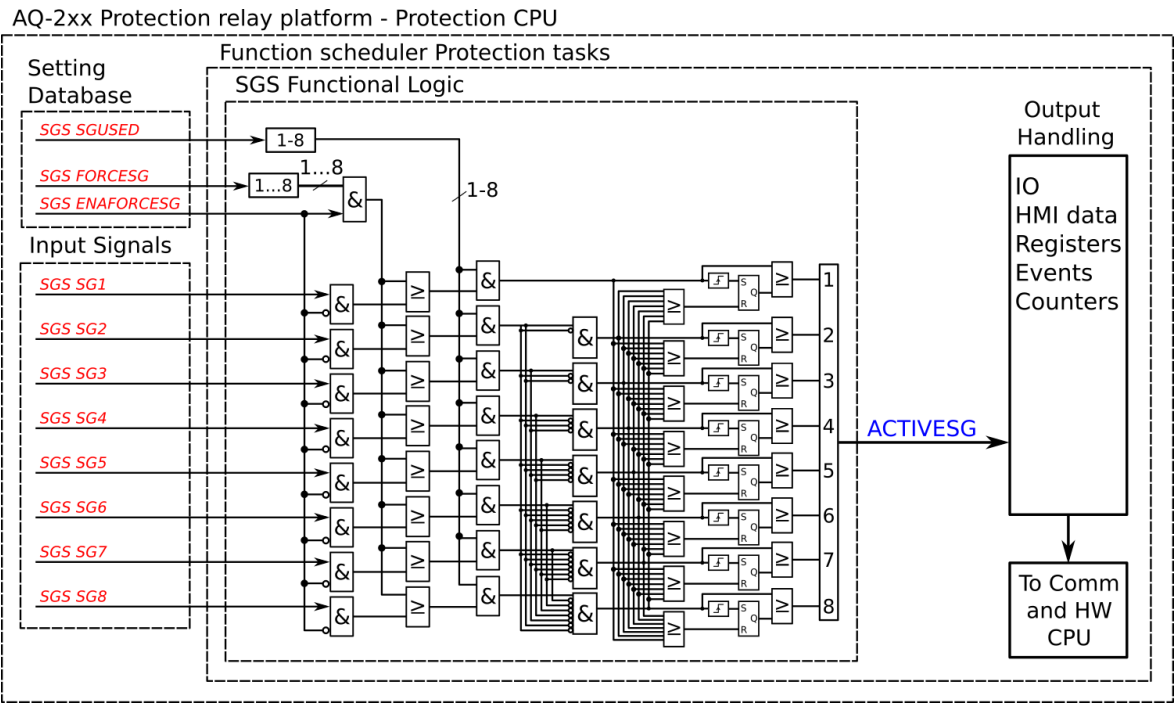 AQ-2xx Protection relay platform - Protection CPU
Function scheduler Protection tasks
SGS Functional Logic
Setting
Database
SGS SGUSED
SGS FORCESG
SGS ENAFORCESG
1-8
1...8
1...8
&
1-8
Input Signals
SGS SG1
SGS SG2
SGS SG3
SGS SG4
SGS SG5
SGS SG6
SGS SG7
SGS SG8
& & & & & & & &
≥ ≥ ≥ ≥ ≥ ≥ ≥ ≥
& & & & & & & &
& & & & & & &
≥ ≥ ≥ ≥ ≥ ≥ ≥ ≥
S Q R
S Q R
S Q R
S Q R
S Q R
S Q R
S Q R
S Q R
≥ ≥ ≥ ≥ ≥ ≥ ≥ ≥
1
2
3
4
5
6
7
8
ACTIVESG
Output
Handling
IO
HMI data
Registers
Events
Counters
To Comm
and HW
CPU